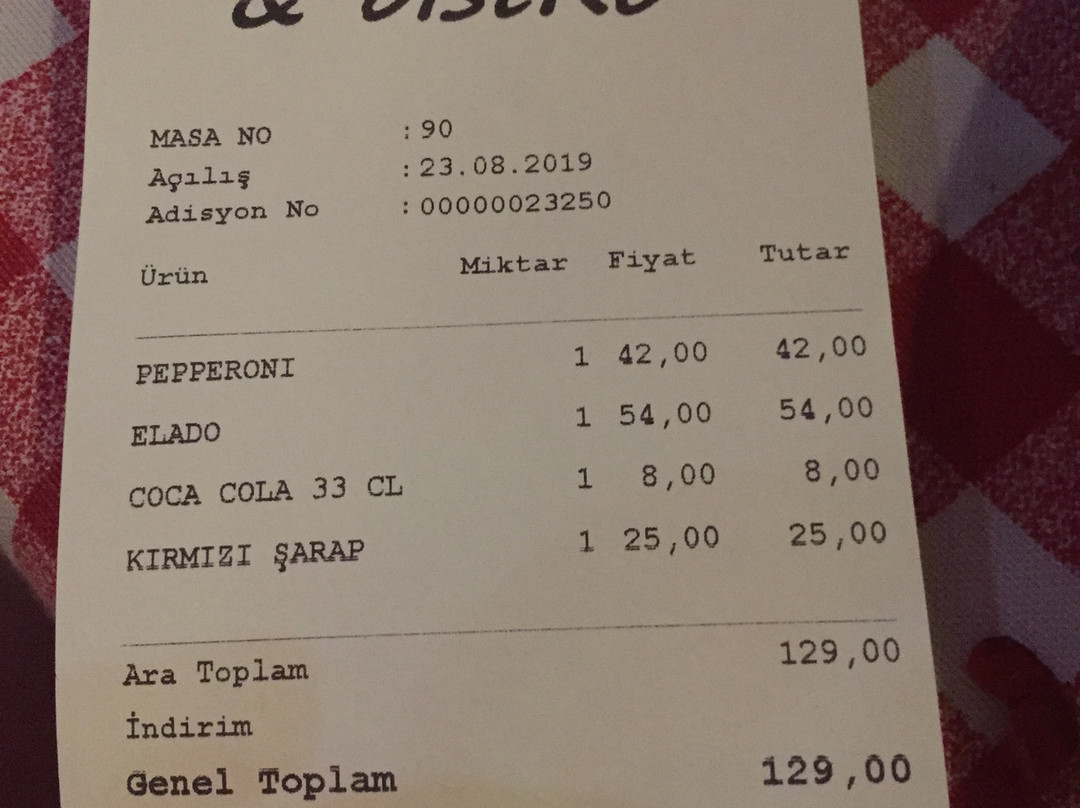 & Bistro
MASA NO : 90
Açılış : 23.08.2019
Adisyon No : 00000023250
Ürün Miktar Fiyat Tutar
PEPPERONI 1 42,00 42,00
ELADO 1 54,00 54,00
COCA COLA 33 CL 1 8,00 8,00
KIRMIZI ŞARAP 1 25,00 25,00
Ara Toplam 129,00
İndirim
Genel Toplam 129,00